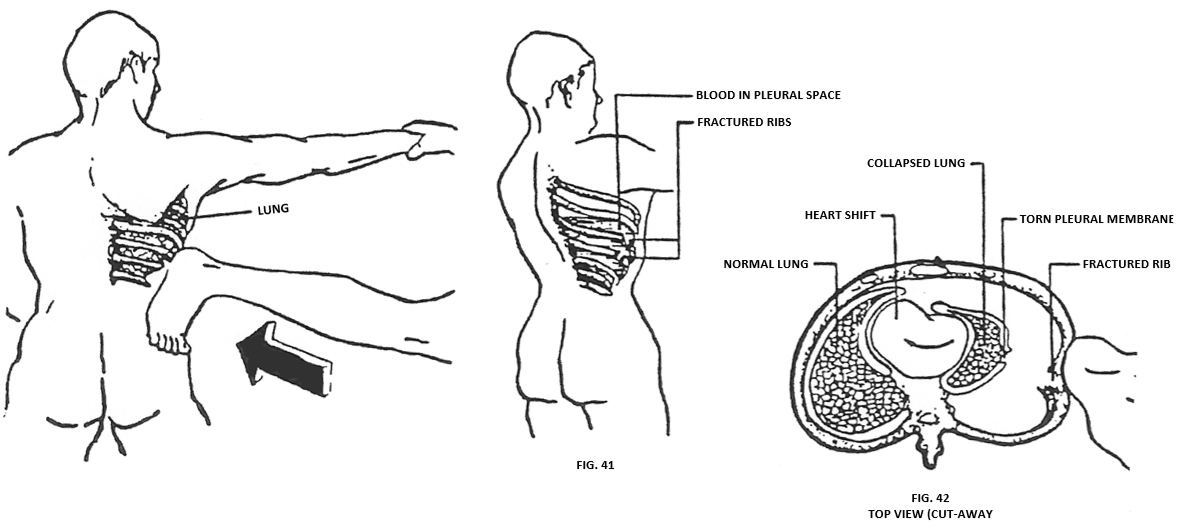 LUNG
BLOOD IN PLEURAL SPACE
FRACTURED RIBS
FIG. 41
COLLAPSED LUNG
HEART SHIFT
TORN PLEURAL MEMBRANE
NORMAL LUNG
FRACTURED RIB
FIG. 42
TOP VIEW (CUT-AWAY